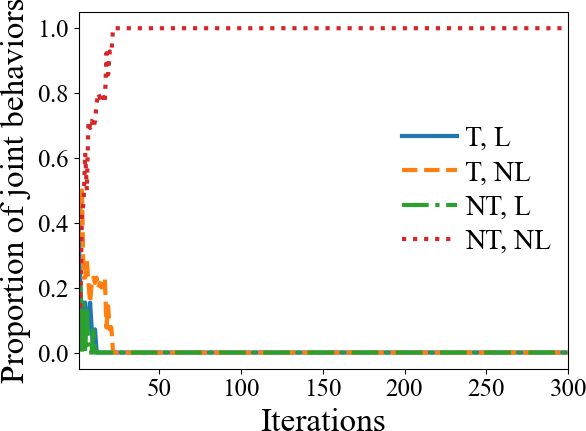 Proportion of joint behaviors
1.0
0.8
0.6
0.4
0.2
0.0
T, L
T, NL
NT, L
NT, NL
50 100 150 200 250 300
Iterations